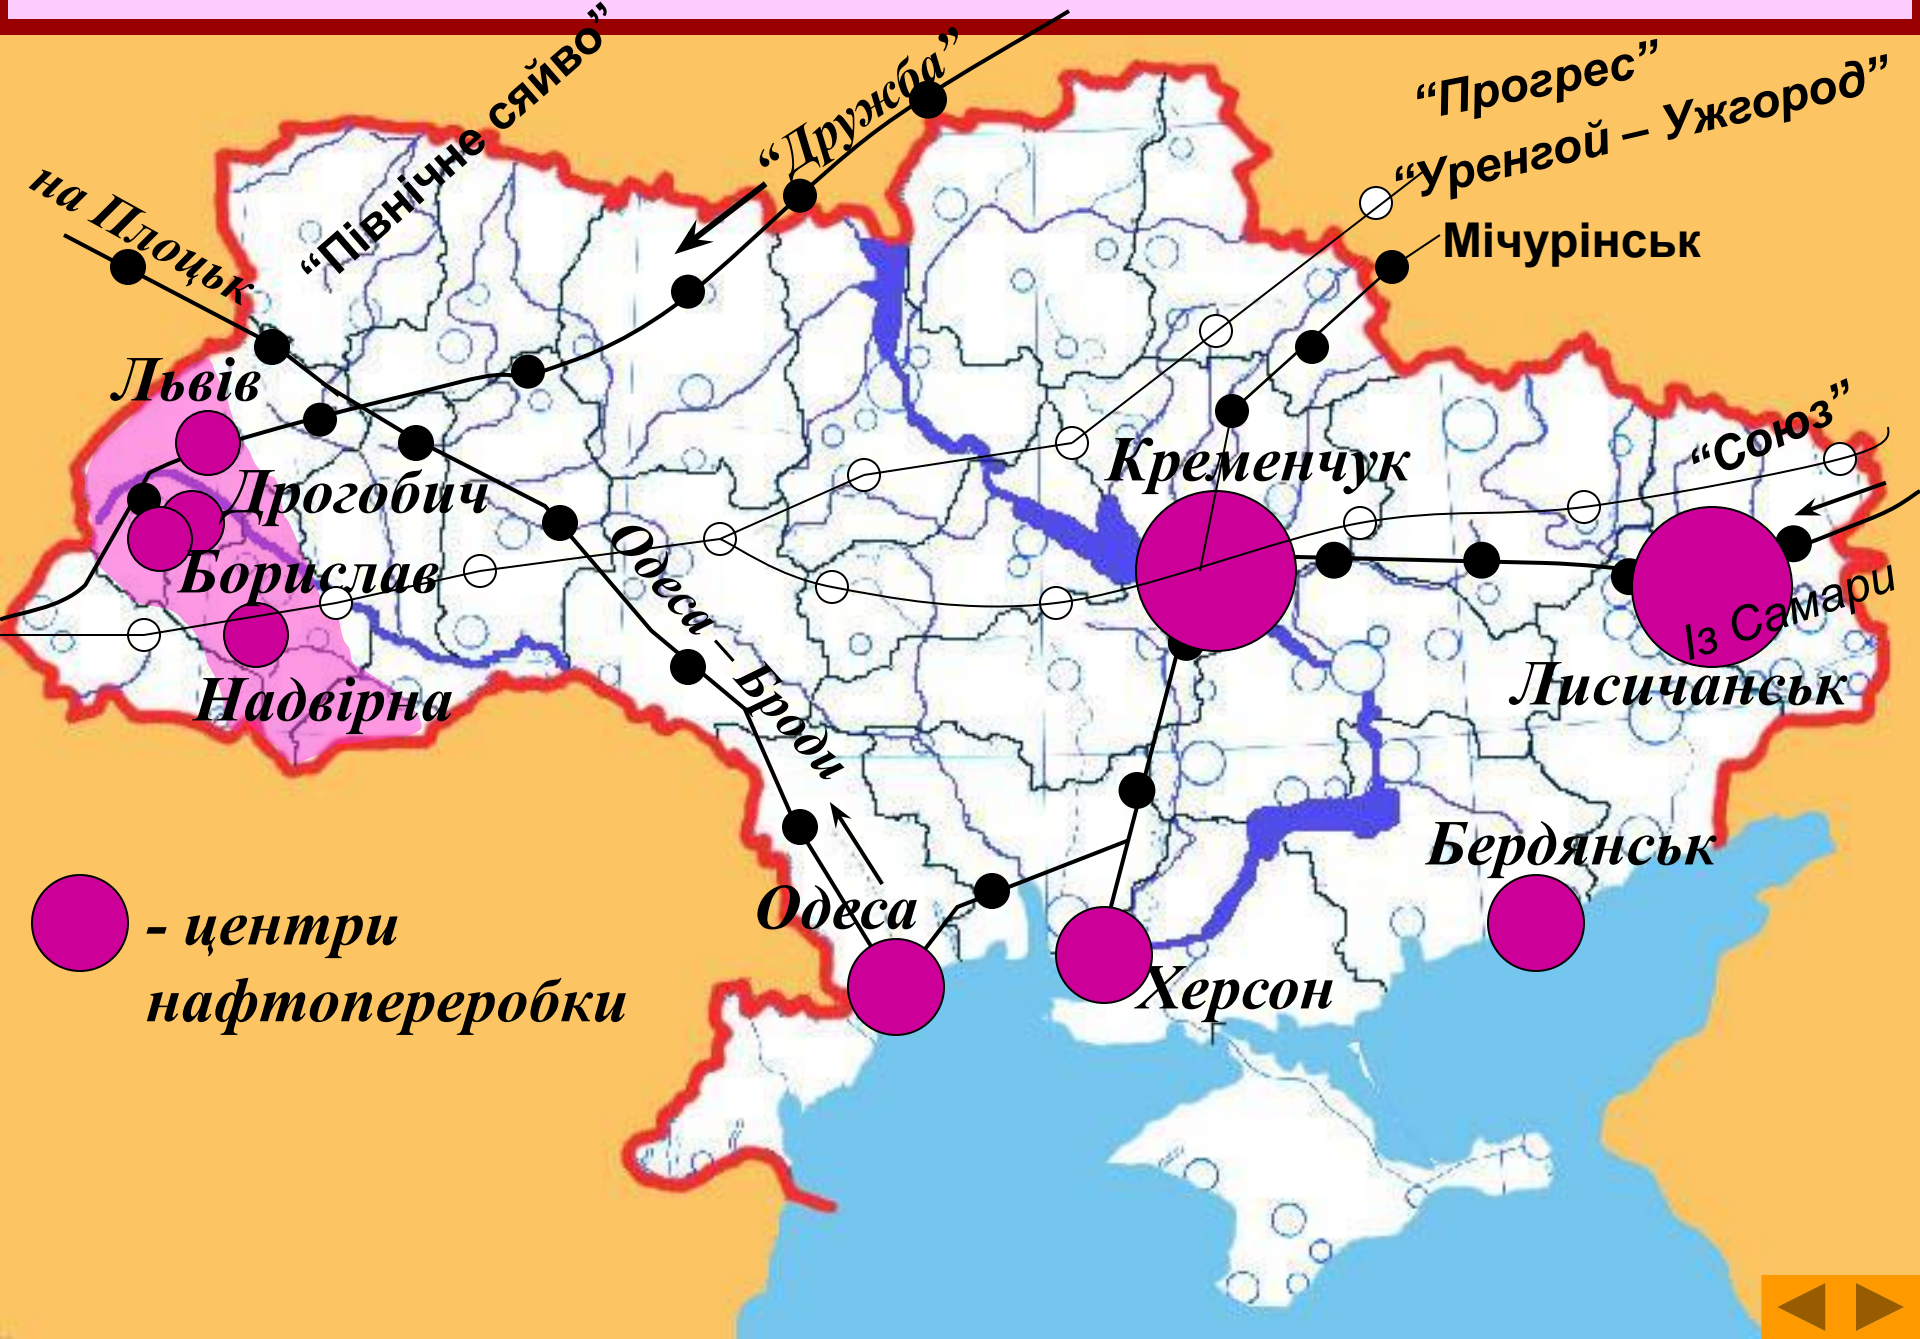 “Північне сяйво”
“Дружба”
“Прогрес”
“Уренгой – Ужгород”
на Плоцьк
Мічурінськ
Львів
“Союз”
Кременчук
Дрогобич
Борислав
Одеса – Броди
Із Самари
Лисичанськ
Надвірна
Бердянськ
Одеса
- центри
нафтопереробки
Херсон